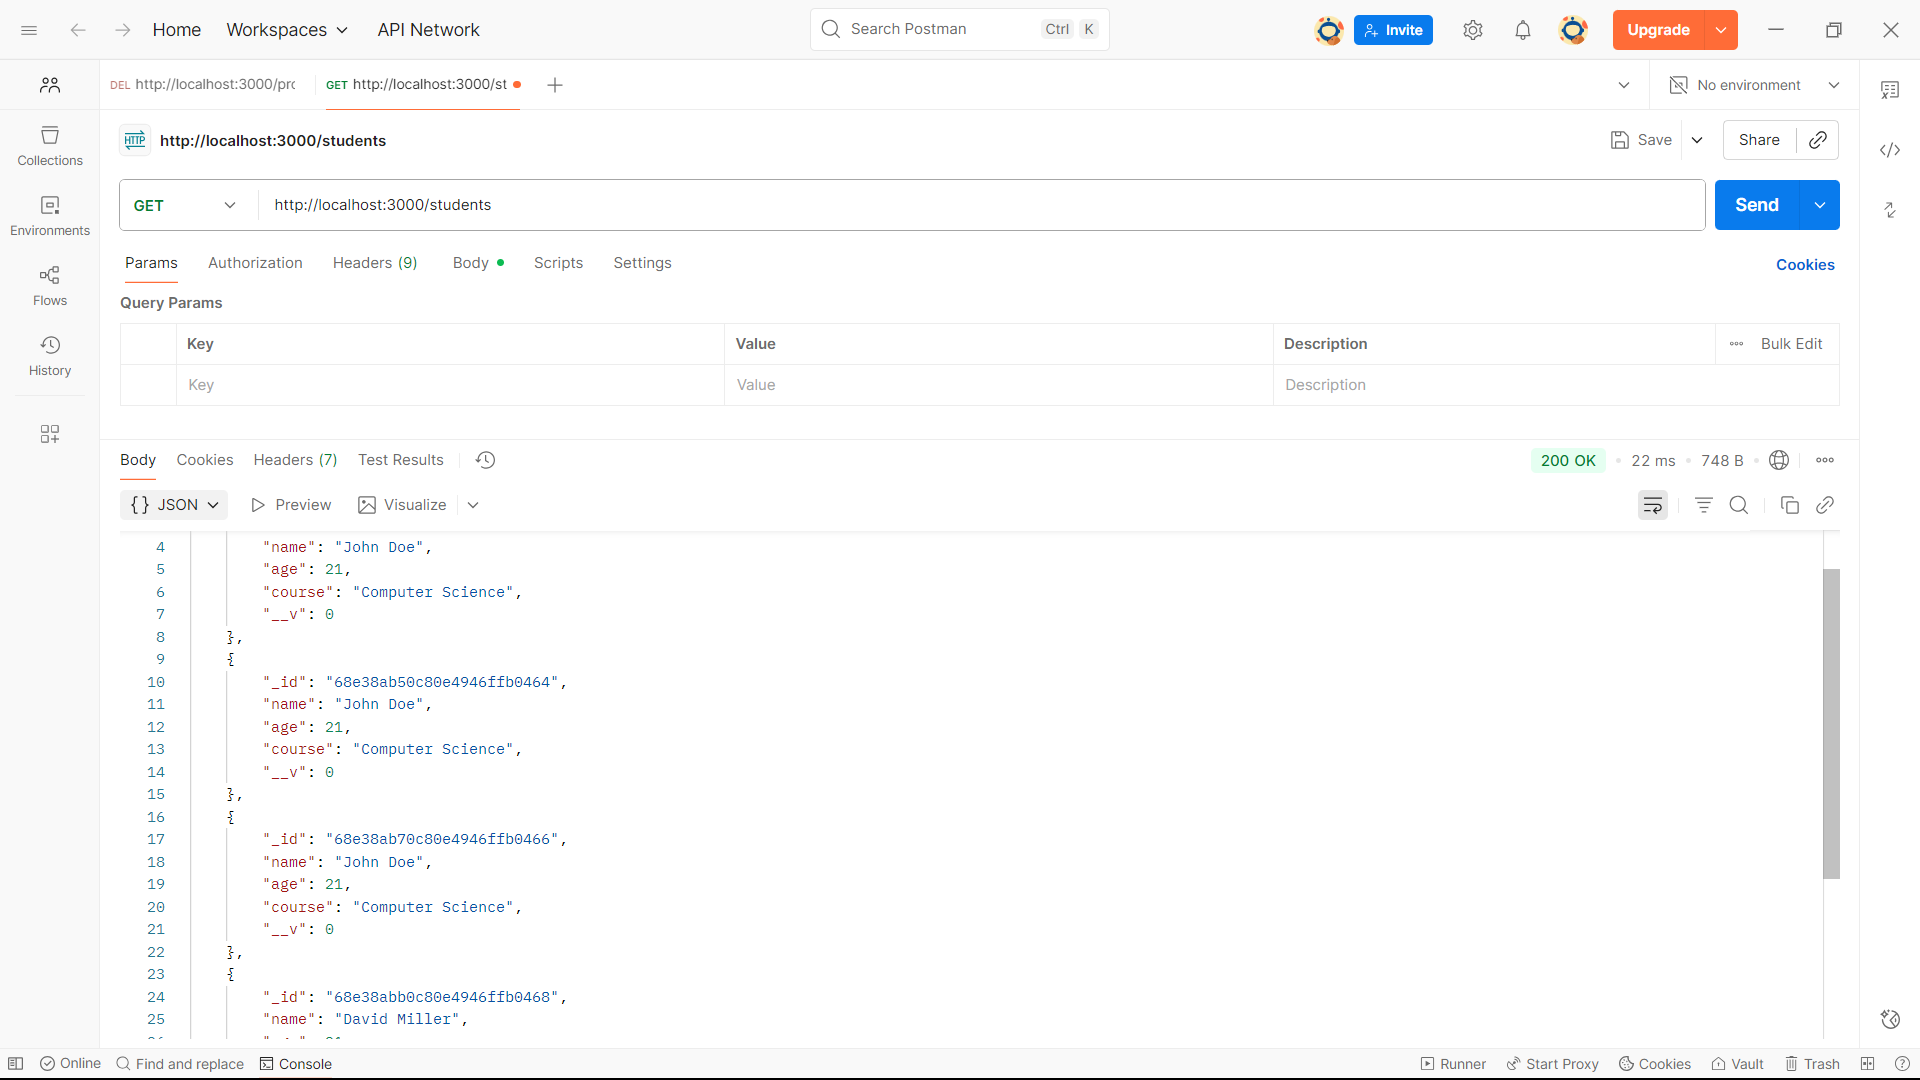 Home
Workspaces
API Network
Search Postman
Ctrl
K
Invite
Upgrade
DEL http://localhost:3000/pro
GET http://localhost:3000/st
No environment
Collections
Environments
Flows
History
HTTP http://localhost:3000/students
Save
Share
GET
http://localhost:3000/students
Send
Params
Authorization
Headers (9)
Body
Scripts
Settings
Cookies
Query Params
Key
Value
Description
Bulk Edit
Key
Value
Description
Body
Cookies
Headers (7)
Test Results
200 OK
22 ms
748 B
{} JSON
Preview
Visualize
4 "name": "John Doe",
5 "age": 21,
6 "course": "Computer Science",
7 "__v": 0
8 },
9 {
10 "_id": "68e38ab50c80e4946ffb0464",
11 "name": "John Doe",
12 "age": 21,
13 "course": "Computer Science",
14 "__v": 0
15 },
16 {
17 "_id": "68e38ab70c80e4946ffb0466",
18 "name": "John Doe",
19 "age": 21,
20 "course": "Computer Science",
21 "__v": 0
22 },
23 {
24 "_id": "68e38abb0c80e4946ffb0468",
25 "name": "David Miller",
Online
Find and replace
Console
Runner
Start Proxy
Cookies
Vault
Trash